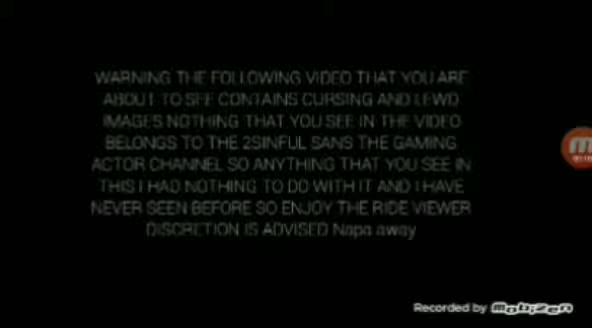 WARNING THE FOLLOWING VIDEO THAT YOU ARE
ABOUT TO SEE CONTAINS CURSING AND LEWD
IMAGES NOTHING THAT YOU SEE IN THE VIDEO
BELONGS TO THE 2SINFUL SANS THE GAMING
ACTOR CHANNEL SO ANYTHING THAT YOU SEE IN
THIS I HAD NOTHING TO DO WITH IT AND I HAVE
NEVER SEEN BEFORE SO ENJOY THE RIDE VIEWER
DISCRETION IS ADVISED Napa away
Recorded by Mobizen